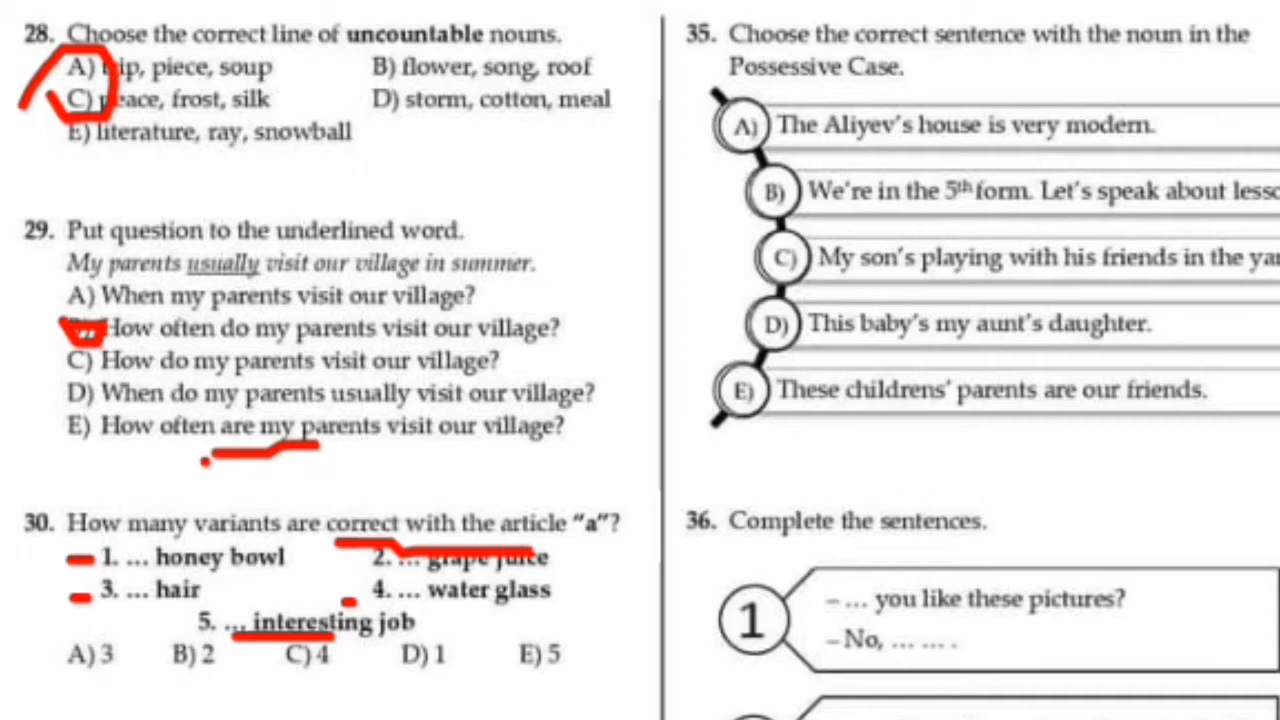 28. Choose the correct line of uncountable nouns.
A) trip, piece, soup
B) flower, song, roof
C) peace, frost, silk
D) storm, cotton, meal
E) literature, ray, snowball
29. Put question to the underlined word.
My parents usually visit our village in summer.
A) When my parents visit our village?
How often do my parents visit our village?
C) How do my parents visit our village?
D) When do my parents usually visit our village?
E) How often are my parents visit our village?
30. How many variants are correct with the article "a"?
1. ... honey bowl
2. ... grape juice
3. ... hair
4. ... water glass
5. ... interesting job
A) 3 B) 2 C) 4 D) 1 E) 5
35. Choose the correct sentence with the noun in the
Possessive Case.
A) The Aliyev's house is very modern.
B) We're in the 5th form. Let's speak about
C) My son's playing with his friends in the
D) This baby's my aunt's daughter.
E) These childrens' parents are our friends.
36. Complete the sentences.
1
– ... you like these pictures?
– No, ... ... .